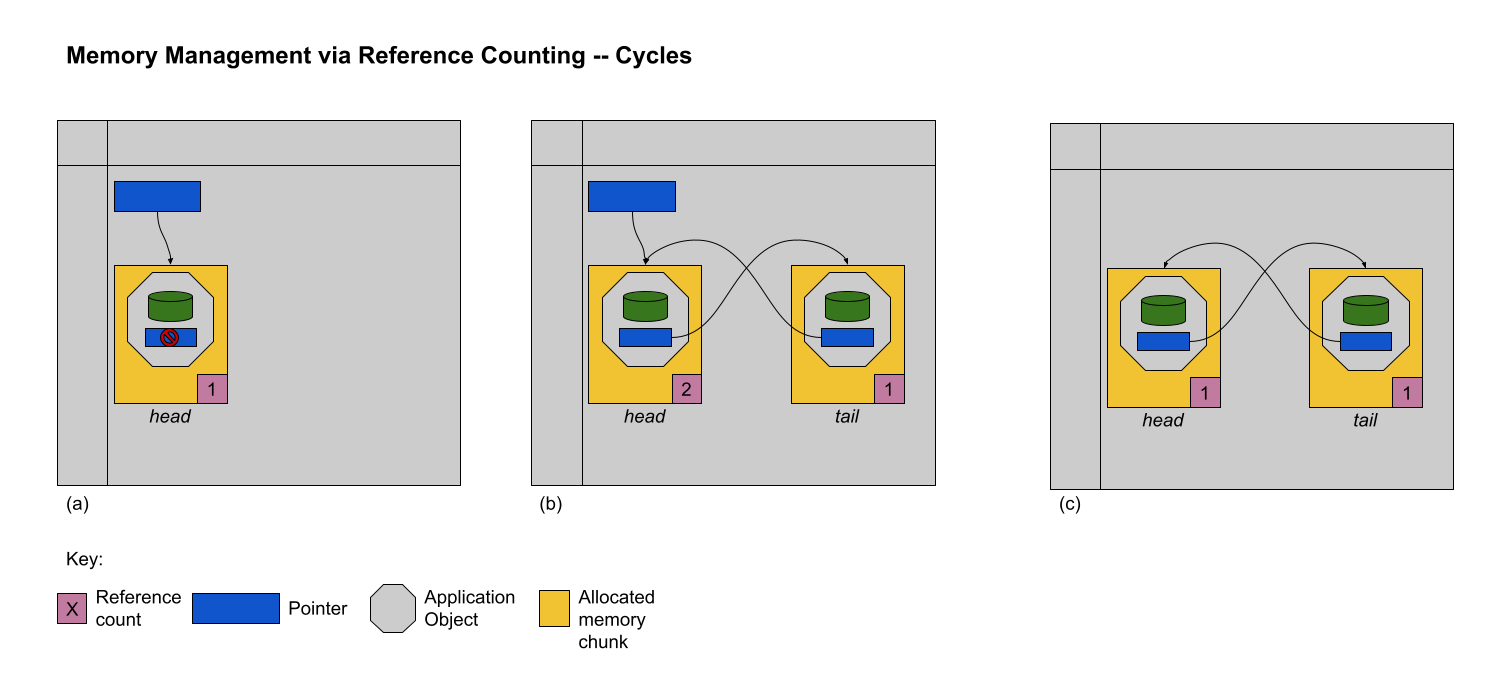 Memory Management via Reference Counting -- Cycles
1
head
(a)
2
head
1
tail
(b)
1
head
1
tail
(c)
Key:
X
Reference
count
Pointer
Application
Object
Allocated
memory
chunk